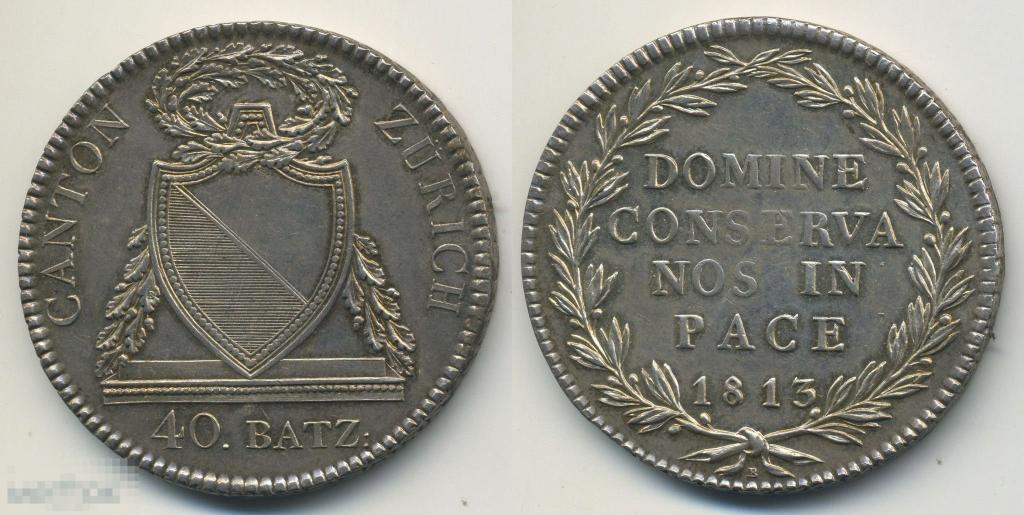 CANTON ZÜRICH
40. BATZ:
DOMINE
CONSERVA
NOS IN
PACE
1813
B